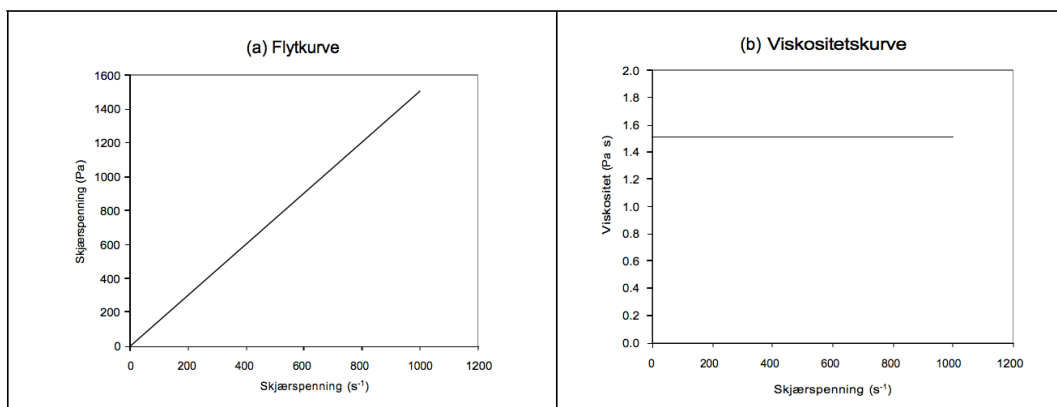 (a) Flytkurve
1600
1400
1200
1000
800
600
400
200
0
Skjærspenning (Pa)
0 200 400 600 800 1000 1200
Skjærspenning (s⁻¹)
(b) Viskositetskurve
2.0
1.8
1.6
1.4
1.2
1.0
0.8
0.6
0.4
0.2
0.0
Viskositet (Pa s)
0 200 400 600 800 1000 1200
Skjærspenning (s⁻¹)